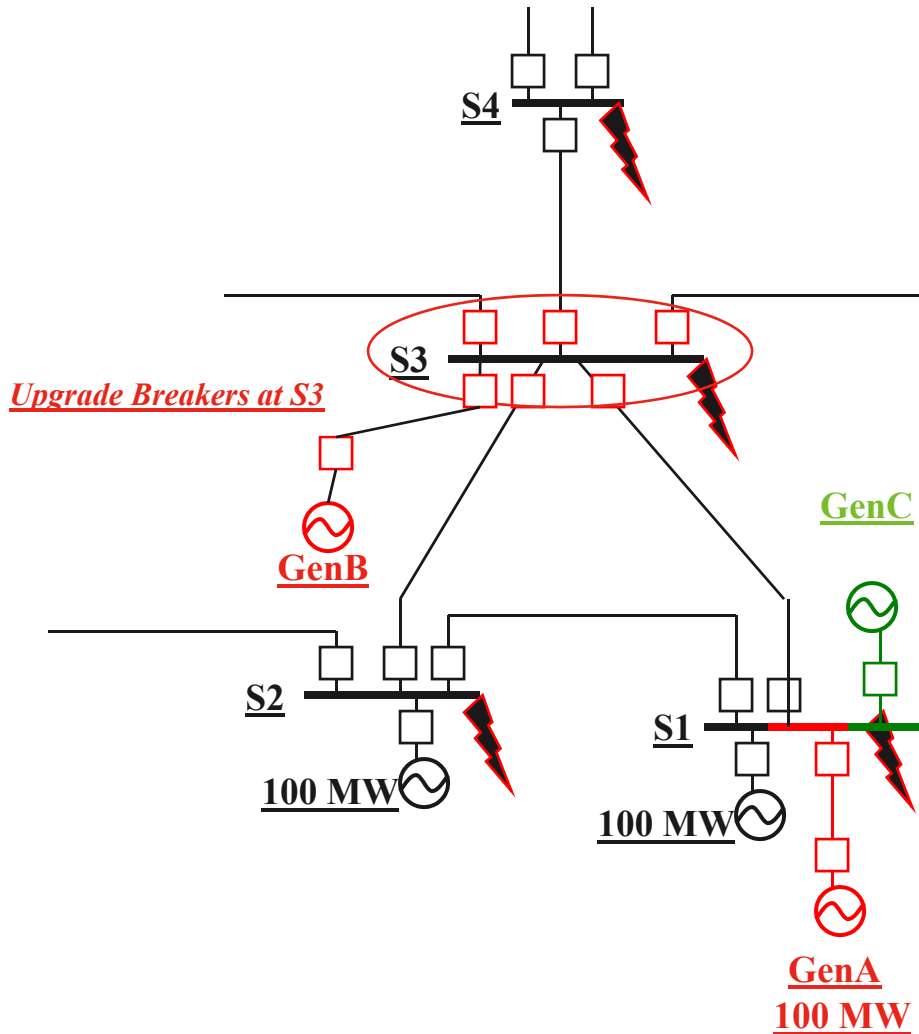 S4
S3
Upgrade Breakers at S3
GenC
GenB
S2
S1
100 MW
100 MW
GenA
100 MW